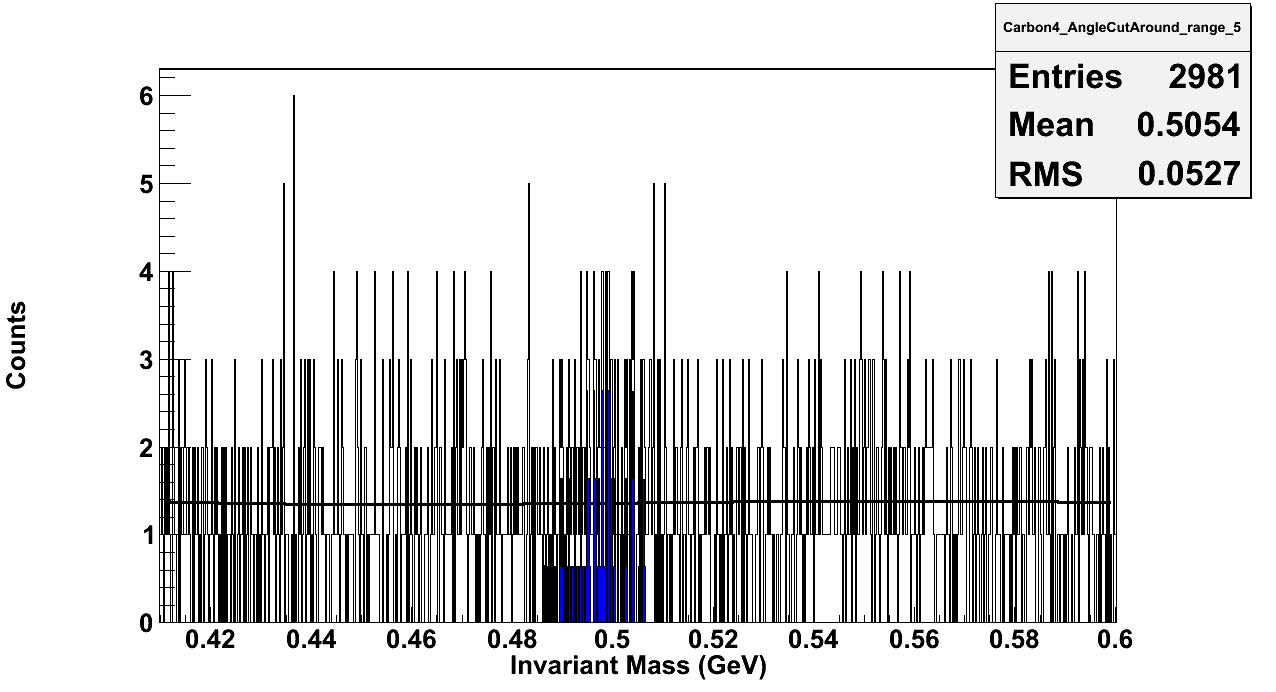 Carbon4_AngleCutAround_range_5
Entries 2981
Mean 0.5054
RMS 0.0527
Counts
6
5
4
3
2
1
0
0.42 0.44 0.46 0.48 0.5 0.52 0.54 0.56 0.58 0.6
Invariant Mass (GeV)